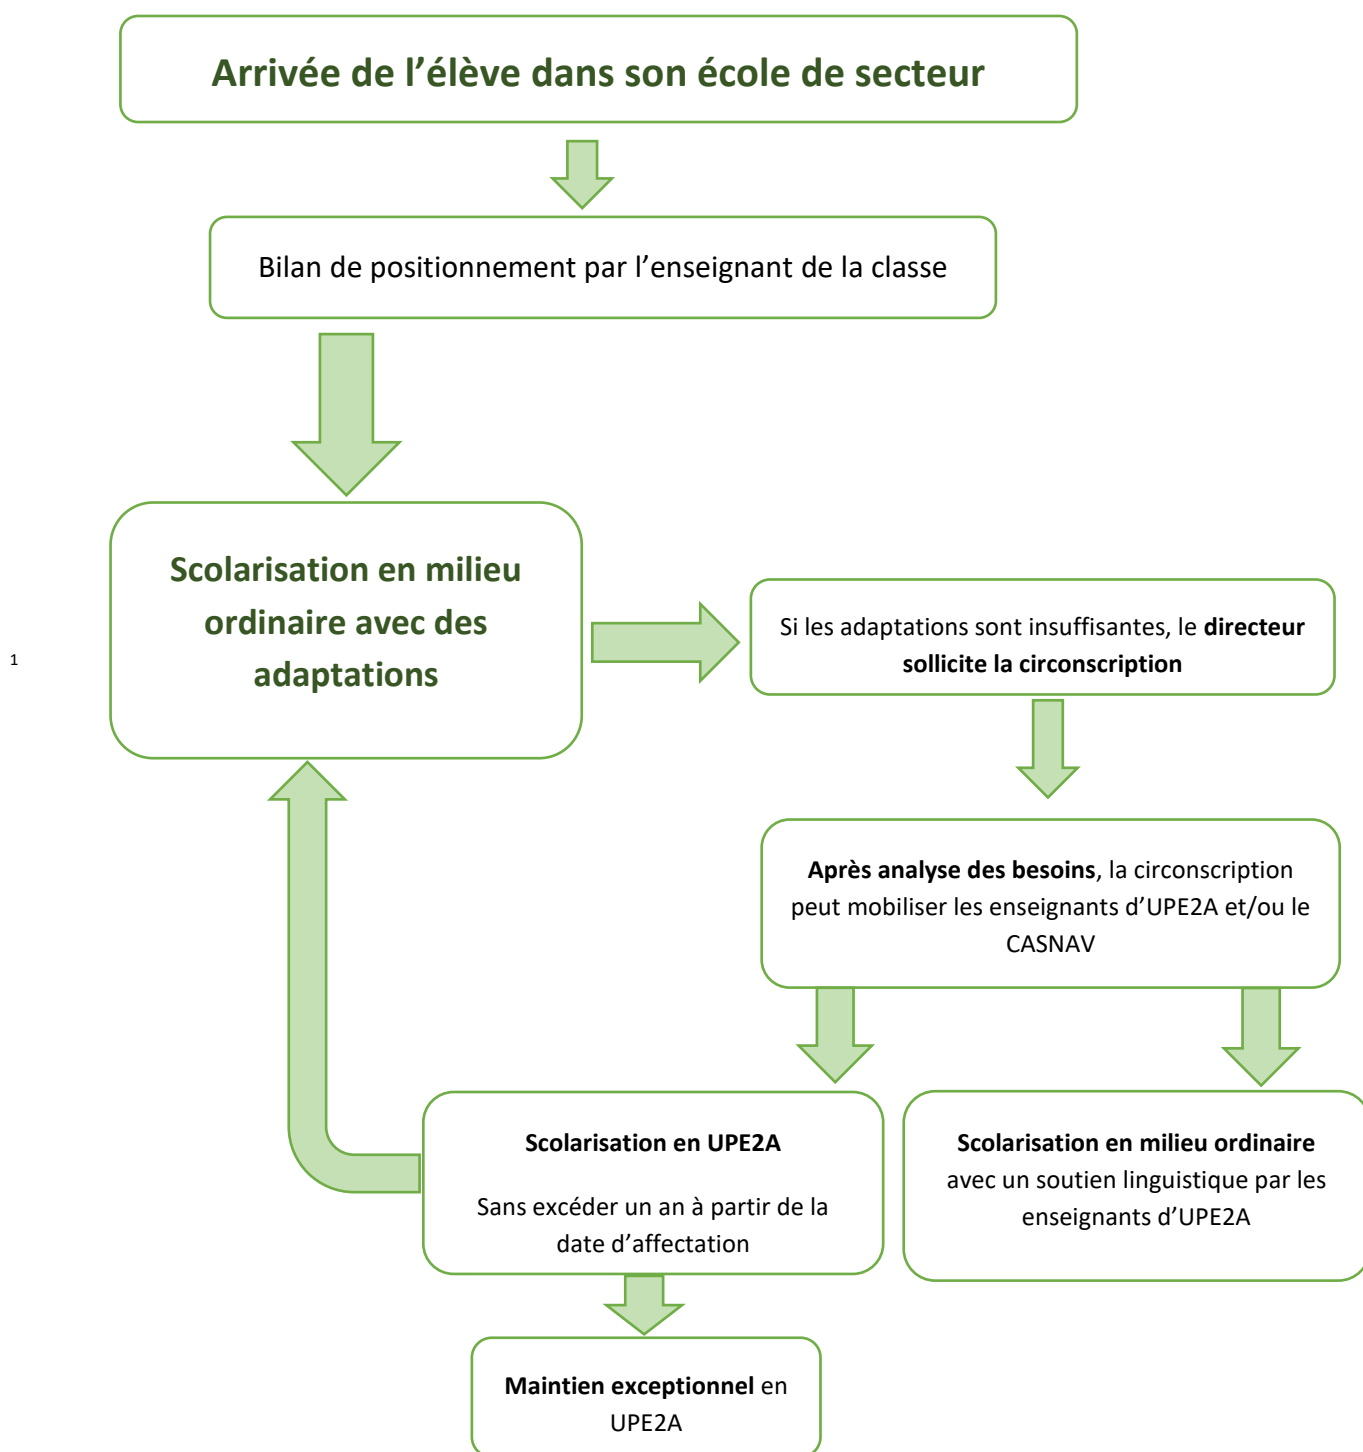 Arrivée de l’élève dans son école de secteur
Bilan de positionnement par l’enseignant de la classe
Scolarisation en milieu
ordinaire avec des
adaptations
Si les adaptations sont insuffisantes, le directeur
sollicite la circonscription
1
Après analyse des besoins, la circonscription
peut mobiliser les enseignants d’UPE2A et/ou le
CASNAV
Scolarisation en UPE2A
Sans excéder un an à partir de la
date d’affectation
Scolarisation en milieu ordinaire
avec un soutien linguistique par les
enseignants d’UPE2A
Maintien exceptionnel en
UPE2A